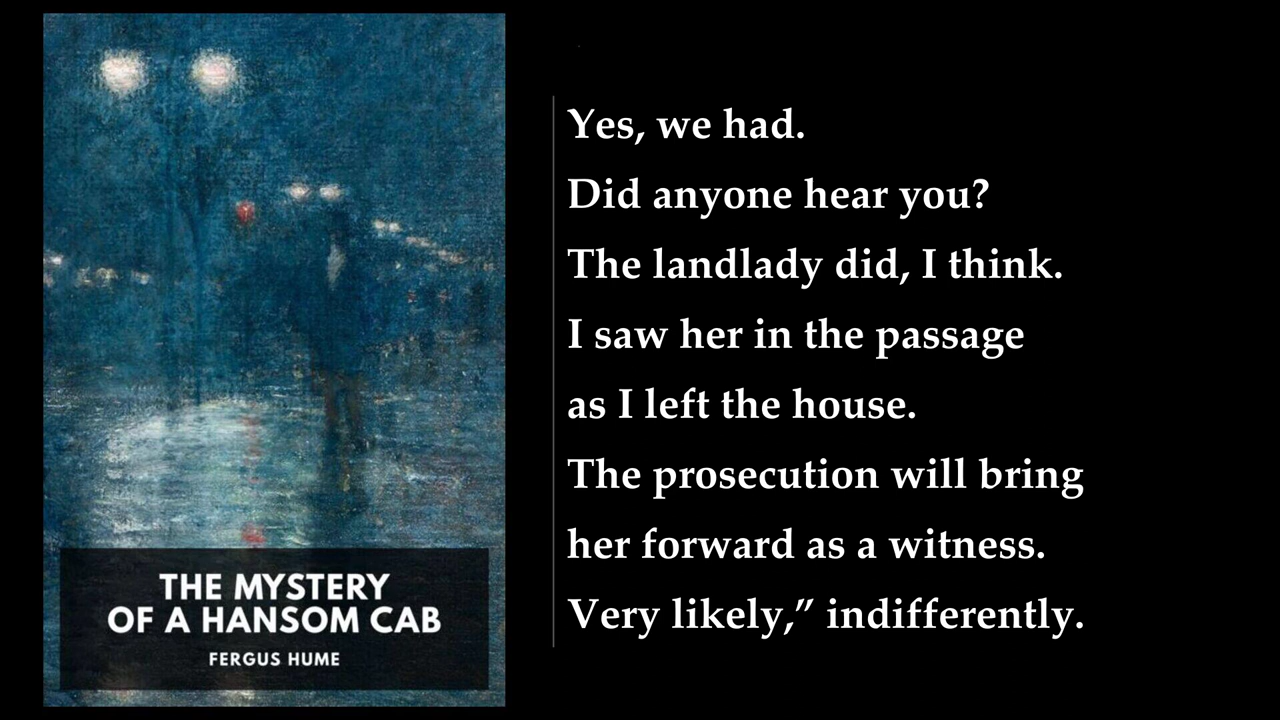 THE MYSTERY
OF A HANSOM CAB
FERGUS HUME
Yes, we had.
Did anyone hear you?
The landlady did, I think.
I saw her in the passage
as I left the house.
The prosecution will bring
her forward as a witness.
Very likely,” indifferently.